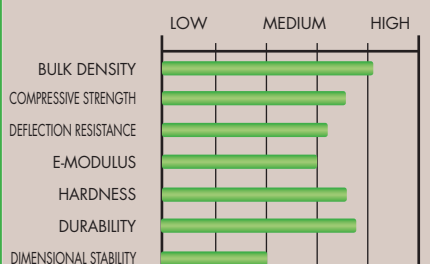 LOW MEDIUM HIGH
BULK DENSITY
COMPRESSIVE STRENGTH
DEFLECTION RESISTANCE
E-MODULUS
HARDNESS
DURABILITY
DIMENSIONAL STABILITY